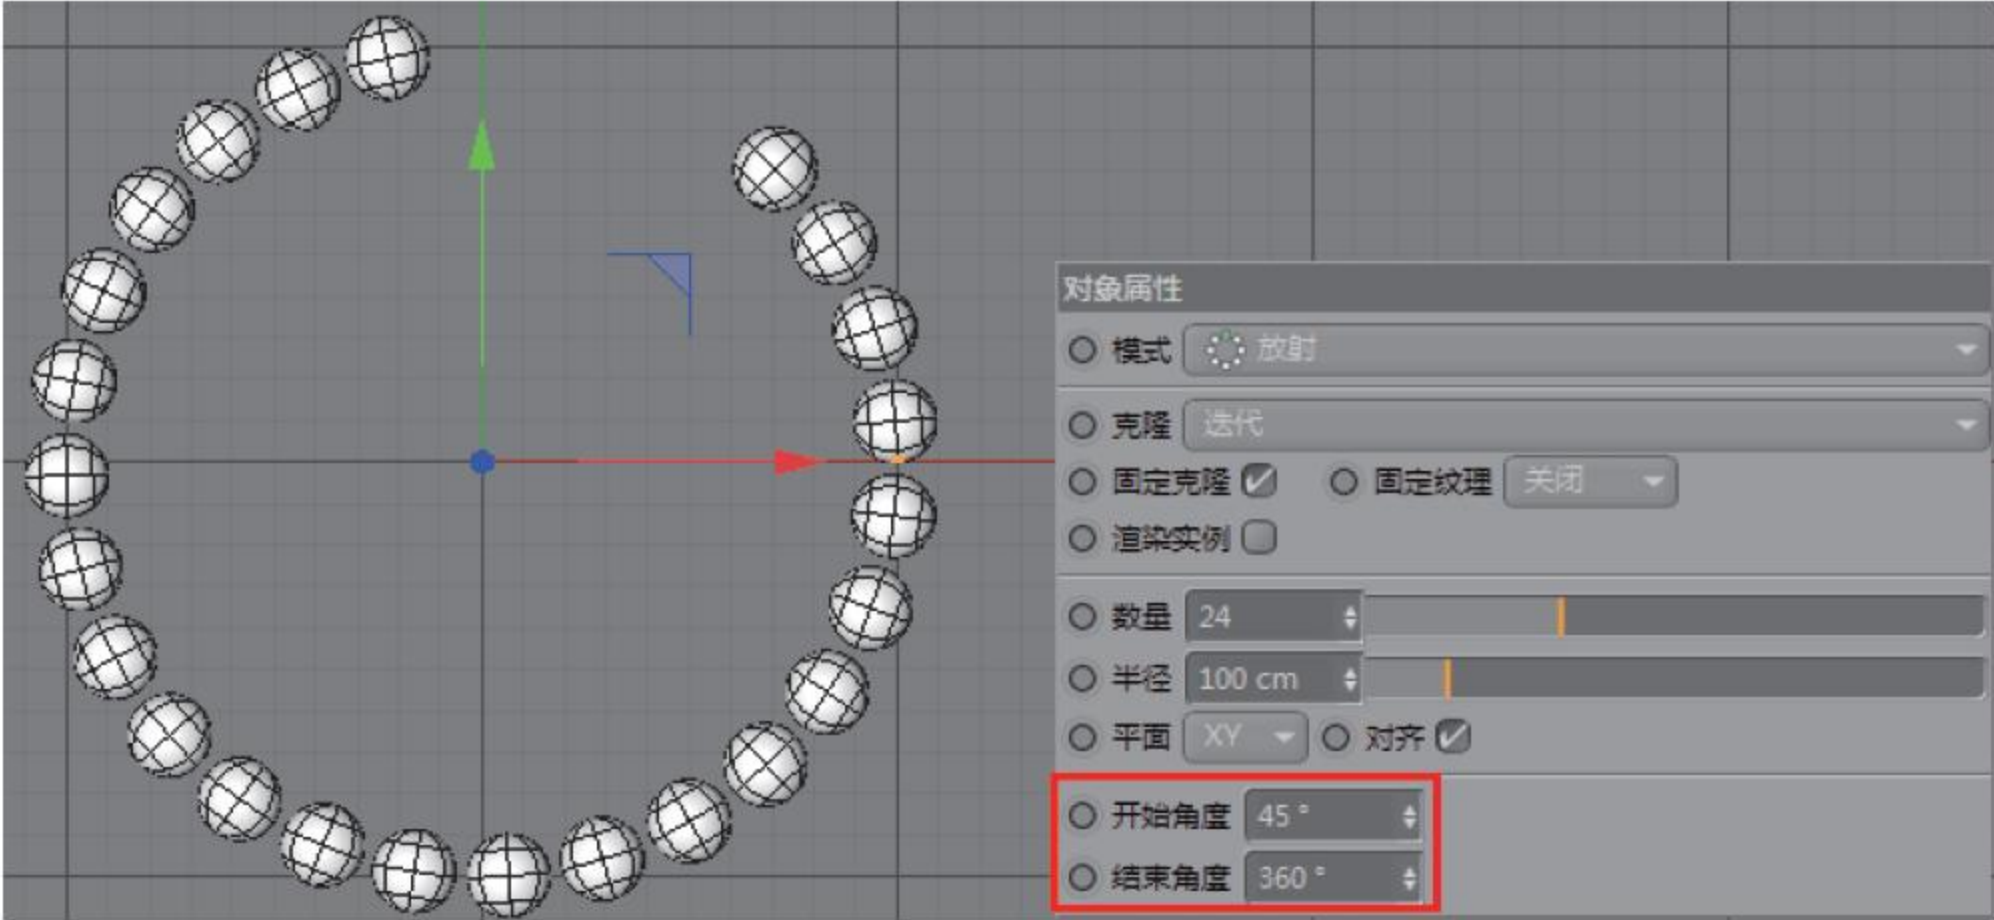 对象属性
模式 放射
克隆 迭代
固定克隆 固定纹理 关闭
渲染实例
数量 24
半径 100 cm
平面 XY 对齐
开始角度 45 °
结束角度 360 °